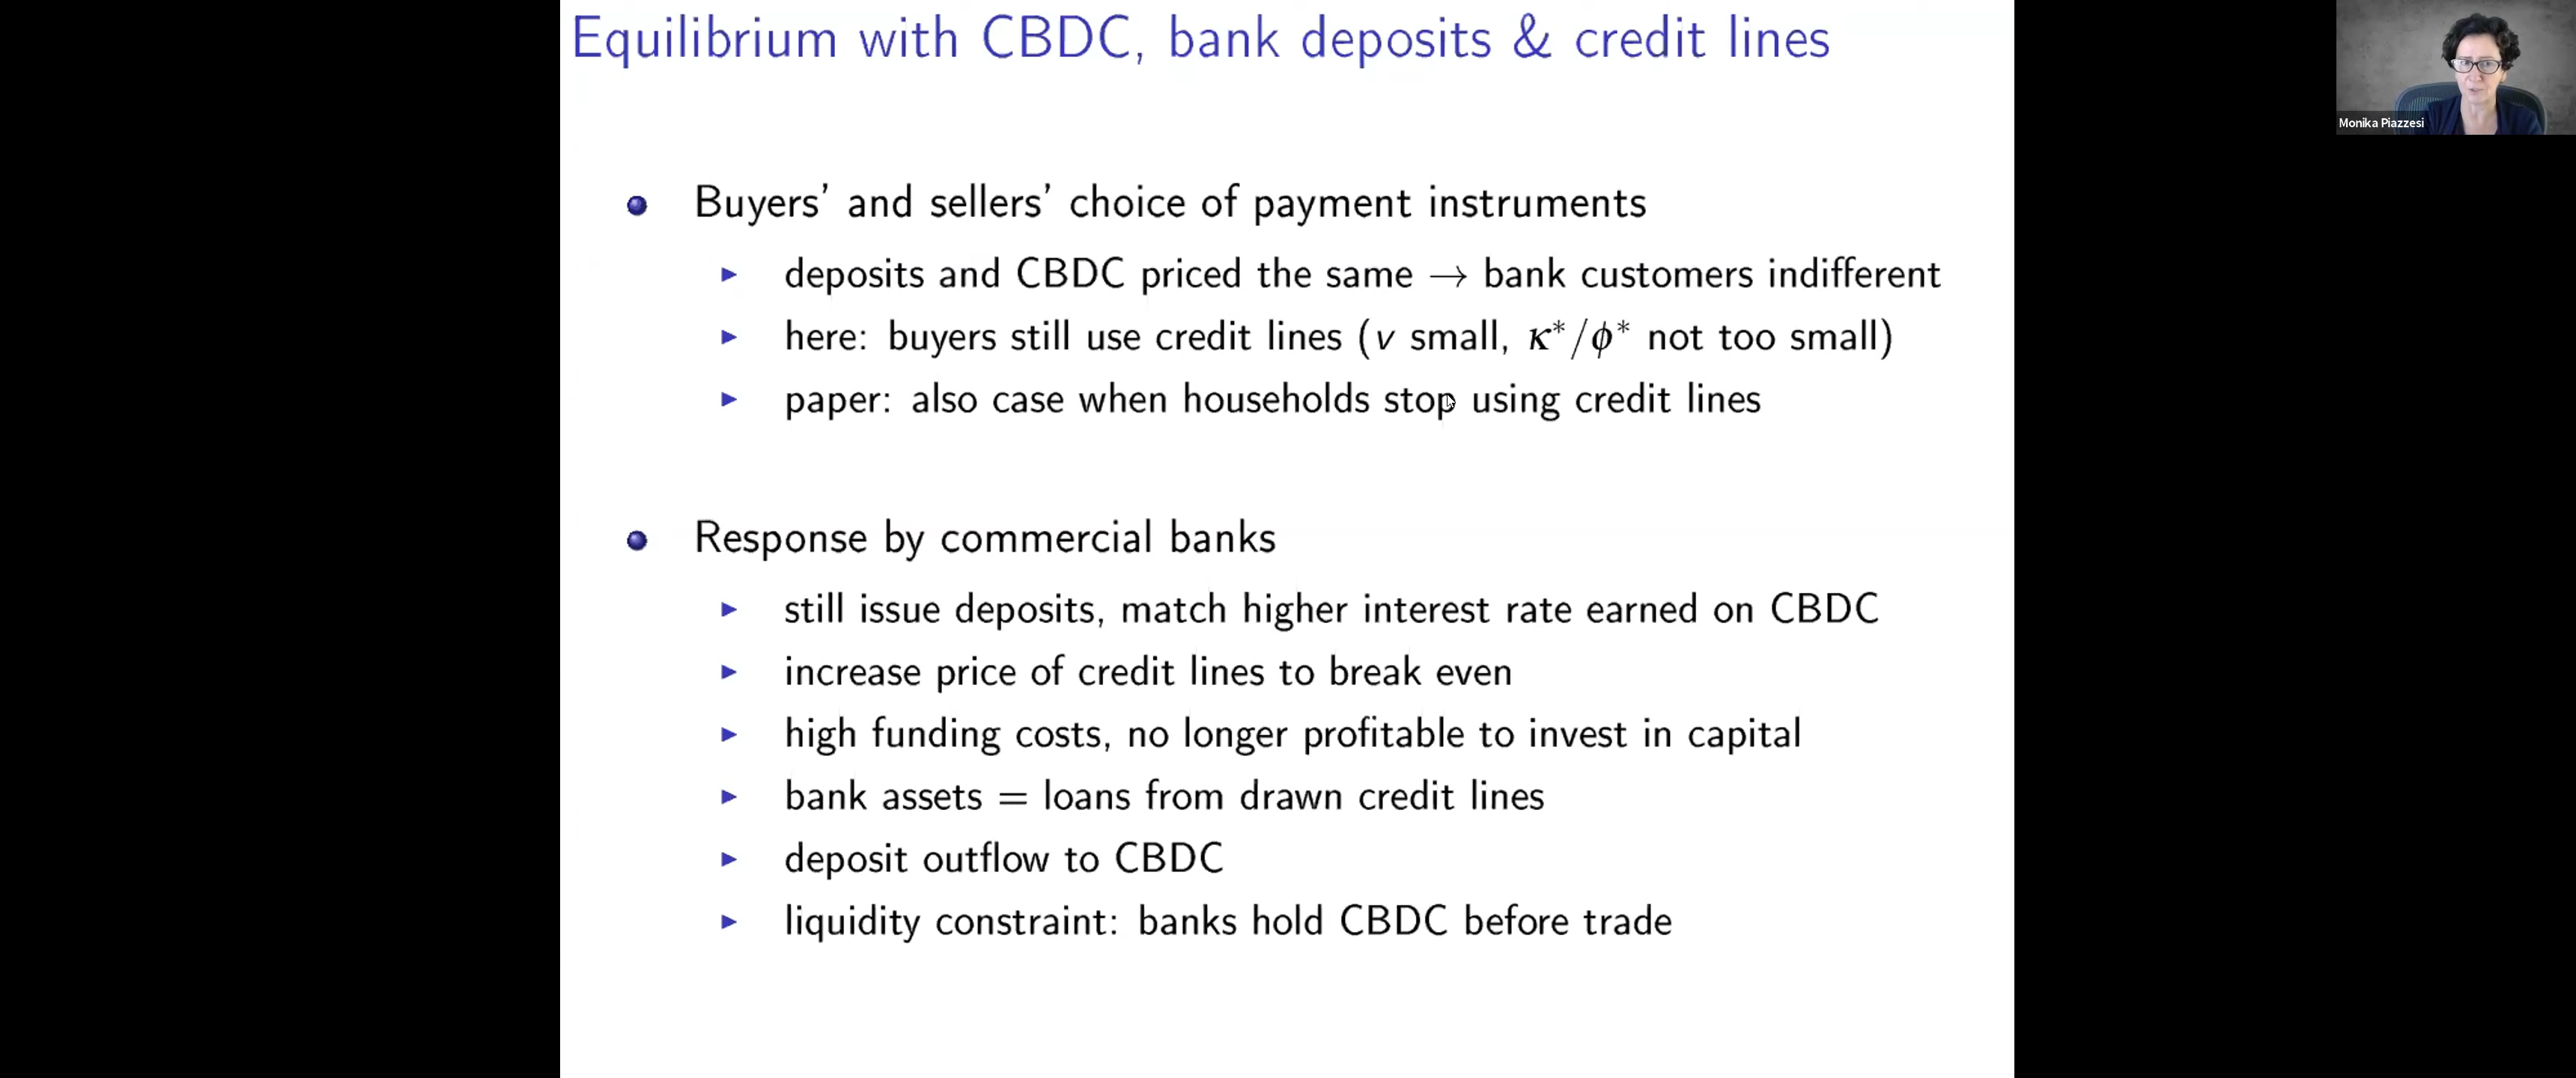 Equilibrium with CBDC, bank deposits & credit lines
Monika Piazzesi
Buyers' and sellers' choice of payment instruments
deposits and CBDC priced the same → bank customers indifferent
here: buyers still use credit lines (v small, κ*/ϕ* not too small)
paper: also case when households stop using credit lines
Response by commercial banks
still issue deposits, match higher interest rate earned on CBDC
increase price of credit lines to break even
high funding costs, no longer profitable to invest in capital
bank assets = loans from drawn credit lines
deposit outflow to CBDC
liquidity constraint: banks hold CBDC before trade